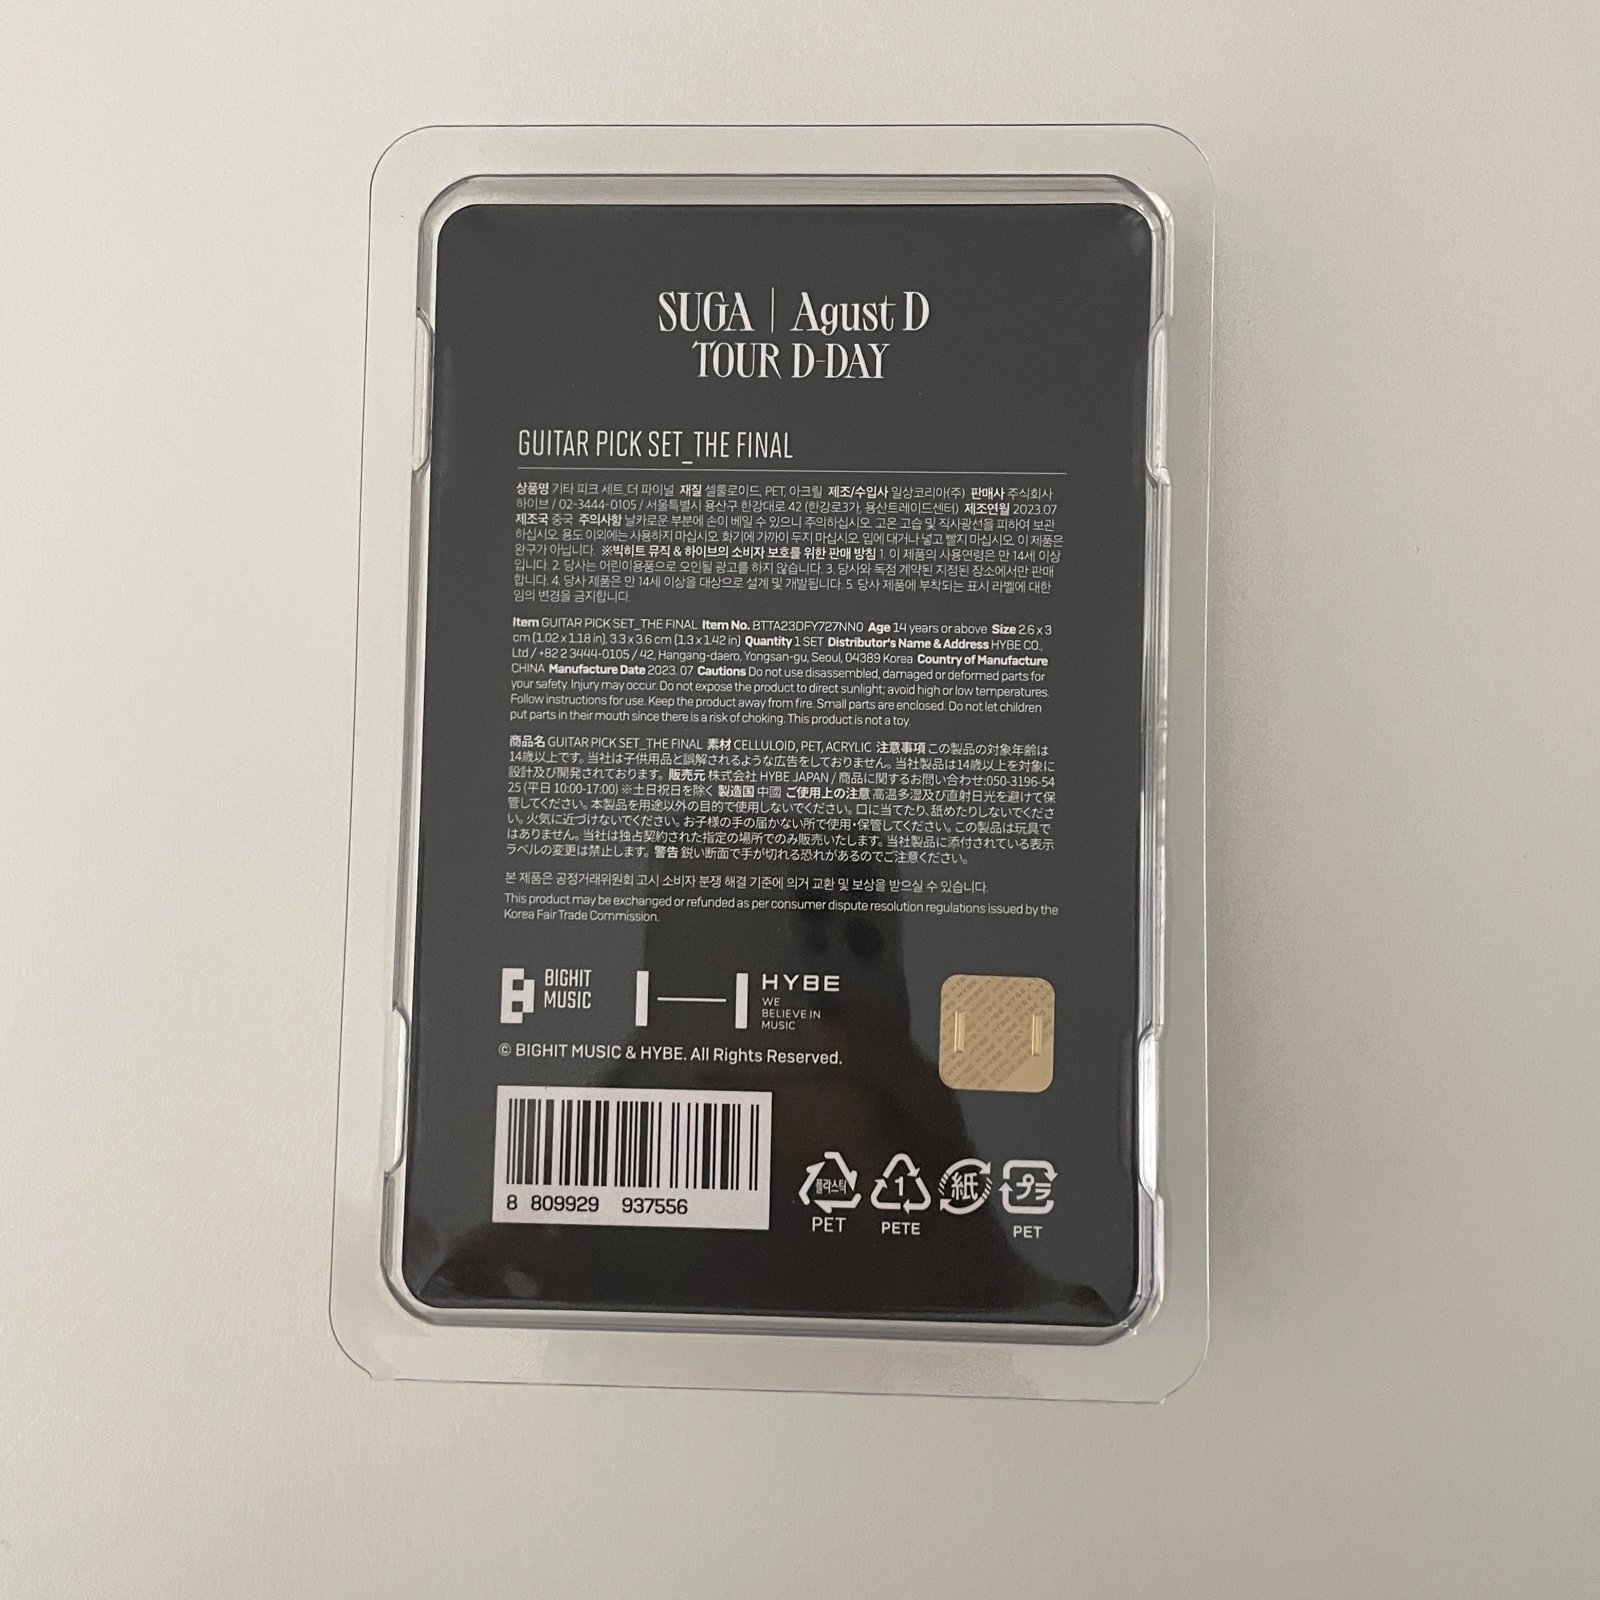 SUGA | Agust D
TOUR D-DAY
GUITAR PICK SET_THE FINAL
상품명 기타 피크 세트_더 파이널 재질 셀룰로이드, PET, 아크릴 제조/수입사 일상코리아(주) 판매사 주식회사
하이브 / 02-3444-0105 / 서울특별시 용산구 한강대로 42 (한강로3가, 용산트레이드센터) 제조연월 2023.07
제조국 중국 주의사항 날카로운 부분에 손이 베일 수 있으니 주의하십시오. 고온 고습 및 직사광선을 피하여 보관
하십시오. 용도 이외에는 사용하지 마십시오. 화기에 가까이 두지 마십시오. 입에 대거나 넣고 빨지 마십시오. 이 제품은
완구가 아닙니다. ※빅히트 뮤직 & 하이브의 소비자 보호를 위한 판매 방침 1. 이 제품의 사용연령은 만 14세 이상
입니다. 2. 당사는 어린이용품으로 오인될 광고를 하지 않습니다. 3. 당사와 독점 계약된 지정된 장소에서만 판매
합니다. 4. 당사 제품은 만 14세 이상을 대상으로 설계 및 개발됩니다. 5. 당사 제품에 부착되는 표시 라벨에 대한
임의 변경을 금지합니다.
Item GUITAR PICK SET_THE FINAL Item No. BTTA23DFY727NN0 Age 14 years or above Size 2.6 x 3
cm (1.02 x 1.18 in), 3.3 x 3.6 cm (1.3 x 1.42 in) Quantity 1 SET Distributor's Name & Address HYBE CO.,
Ltd / +82 2 3444-0105 / 42, Hangang-daero, Yongsan-gu, Seoul, 04389 Korea Country of Manufacture
CHINA Manufacture Date 2023. 07 Cautions Do not use disassembled, damaged or deformed parts for
your safety. Injury may occur. Do not expose the product to direct sunlight; avoid high or low temperatures.
Follow instructions for use. Keep the product away from fire. Small parts are enclosed. Do not let children
put parts in their mouth since there is a risk of choking. This product is not a toy.
商品名 GUITAR PICK SET_THE FINAL 素材 CELLULOID, PET, ACRYLIC 注意事項 この製品の対象年齢は
14歳以上です。当社は子供用品と誤解されるような広告をしておりません。当社製品は14歳以上を対象に
設計及び開発されております。 販売元 株式会社 HYBE JAPAN / 商品に関するお問い合わせ:050-3196-54
25 (平日 10:00-17:00) ※土日祝日を除く 製造国 中國 ご使用上の注意 高温多湿及び直射日光を避けて保
管してください。本製品を用途以外の目的で使用しないでください。口に当てたり、舐めたりしないでくださ
い。火気に近づけないでください。お子様の手の届かない所で使用・保管してください。この製品は玩具で
はありません。当社は独占契約された指定の場所でのみ販売いたします。当社製品に添付されている表示
ラベルの変更は禁止します。 警告 鋭い断面で手が切れる恐れがあるのでご注意ください。
본 제품은 공정거래위원회 고시 소비자 분쟁 해결 기준에 의거 교환 및 보상을 받으실 수 있습니다.
This product may be exchanged or refunded as per consumer dispute resolution regulations issued by the
Korea Fair Trade Commission.
BIGHIT
MUSIC
HYBE
WE
BELIEVE IN
MUSIC
© BIGHIT MUSIC & HYBE. All Rights Reserved.
8 809929 937556
플라스틱
PET
1
PETE
紙
プラ
PET